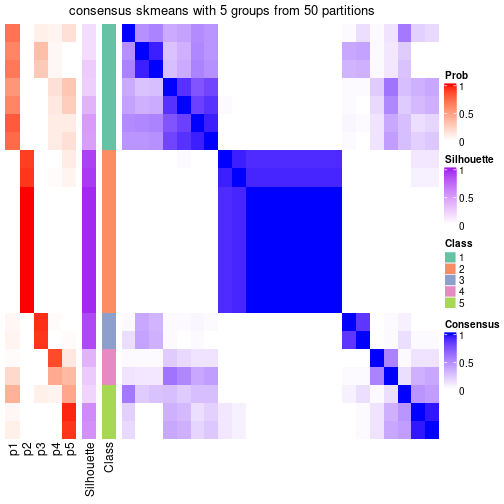 consensus skmeans with 5 groups from 50 partitions
Prob
1
0.5
0
Silhouette
1
0.5
0
Class
1
2
3
4
5
Consensus
1
0.5
0
p1
p2
p3
p4
p5
Silhouette
Class